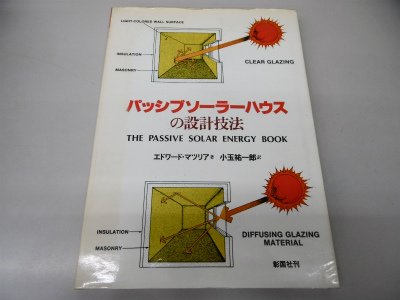 LIGHT-COLORED WALL SURFACE
INSULATION
MASONRY
CLEAR GLAZING
パッシブソーラーハウス
の設計技法
THE PASSIVE SOLAR ENERGY BOOK
エドワード・マツリア著 小玉祐一郎訳
INSULATION
MASONRY
DIFFUSING GLAZING
MATERIAL
彰国社刊